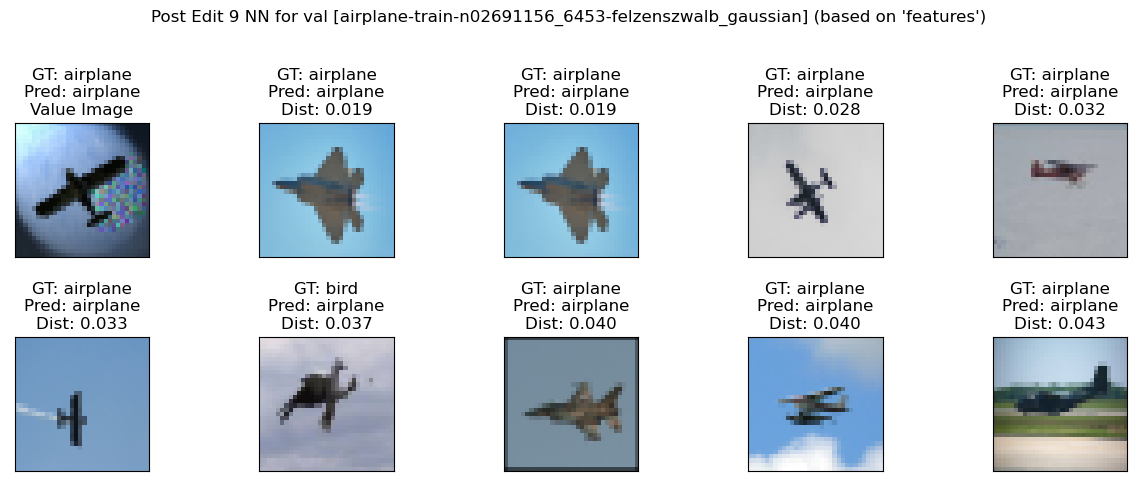 Post Edit 9 NN for val [airplane-train-n02691156_6453-felzenszwalb_gaussian] (based on 'features')
GT: airplane
Pred: airplane
Value Image
GT: airplane
Pred: airplane
Dist: 0.019
GT: airplane
Pred: airplane
Dist: 0.019
GT: airplane
Pred: airplane
Dist: 0.028
GT: airplane
Pred: airplane
Dist: 0.032
GT: airplane
Pred: airplane
Dist: 0.033
GT: bird
Pred: airplane
Dist: 0.037
GT: airplane
Pred: airplane
Dist: 0.040
GT: airplane
Pred: airplane
Dist: 0.040
GT: airplane
Pred: airplane
Dist: 0.043